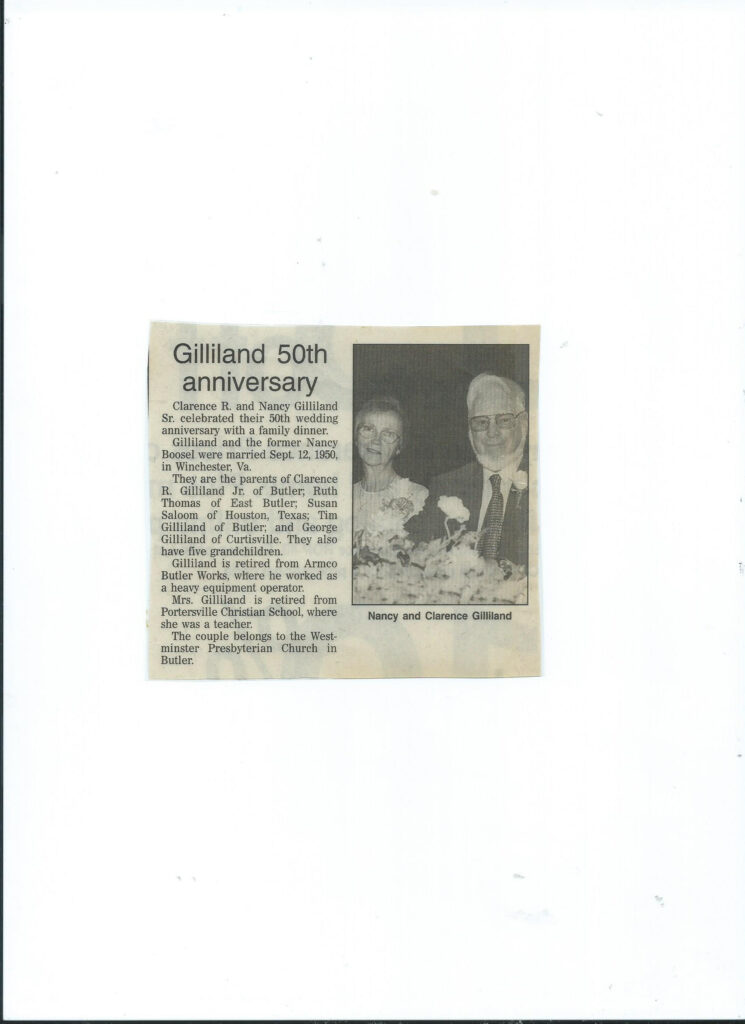 Gilliland 50th
anniversary
Clarence R. and Nancy Gilliland
Sr. celebrated their 50th wedding
anniversary with a family dinner.
Gilliland and the former Nancy
Boosel were married Sept. 12, 1950,
in Winchester, Va.
They are the parents of Clarence
R. Gilliland Jr. of Butler; Ruth
Thomas of East Butler; Susan
Saloom of Houston, Texas; Tim
Gilliland of Butler; and George
Gilliland of Curtisville. They also
have five grandchildren.
Gilliland is retired from Armco
Butler Works, where he worked as
a heavy equipment operator.
Mrs. Gilliland is retired from
Portersville Christian School, where
she was a teacher.
The couple belongs to the West-
minster Presbyterian Church in
Butler.
Nancy and Clarence Gilliland